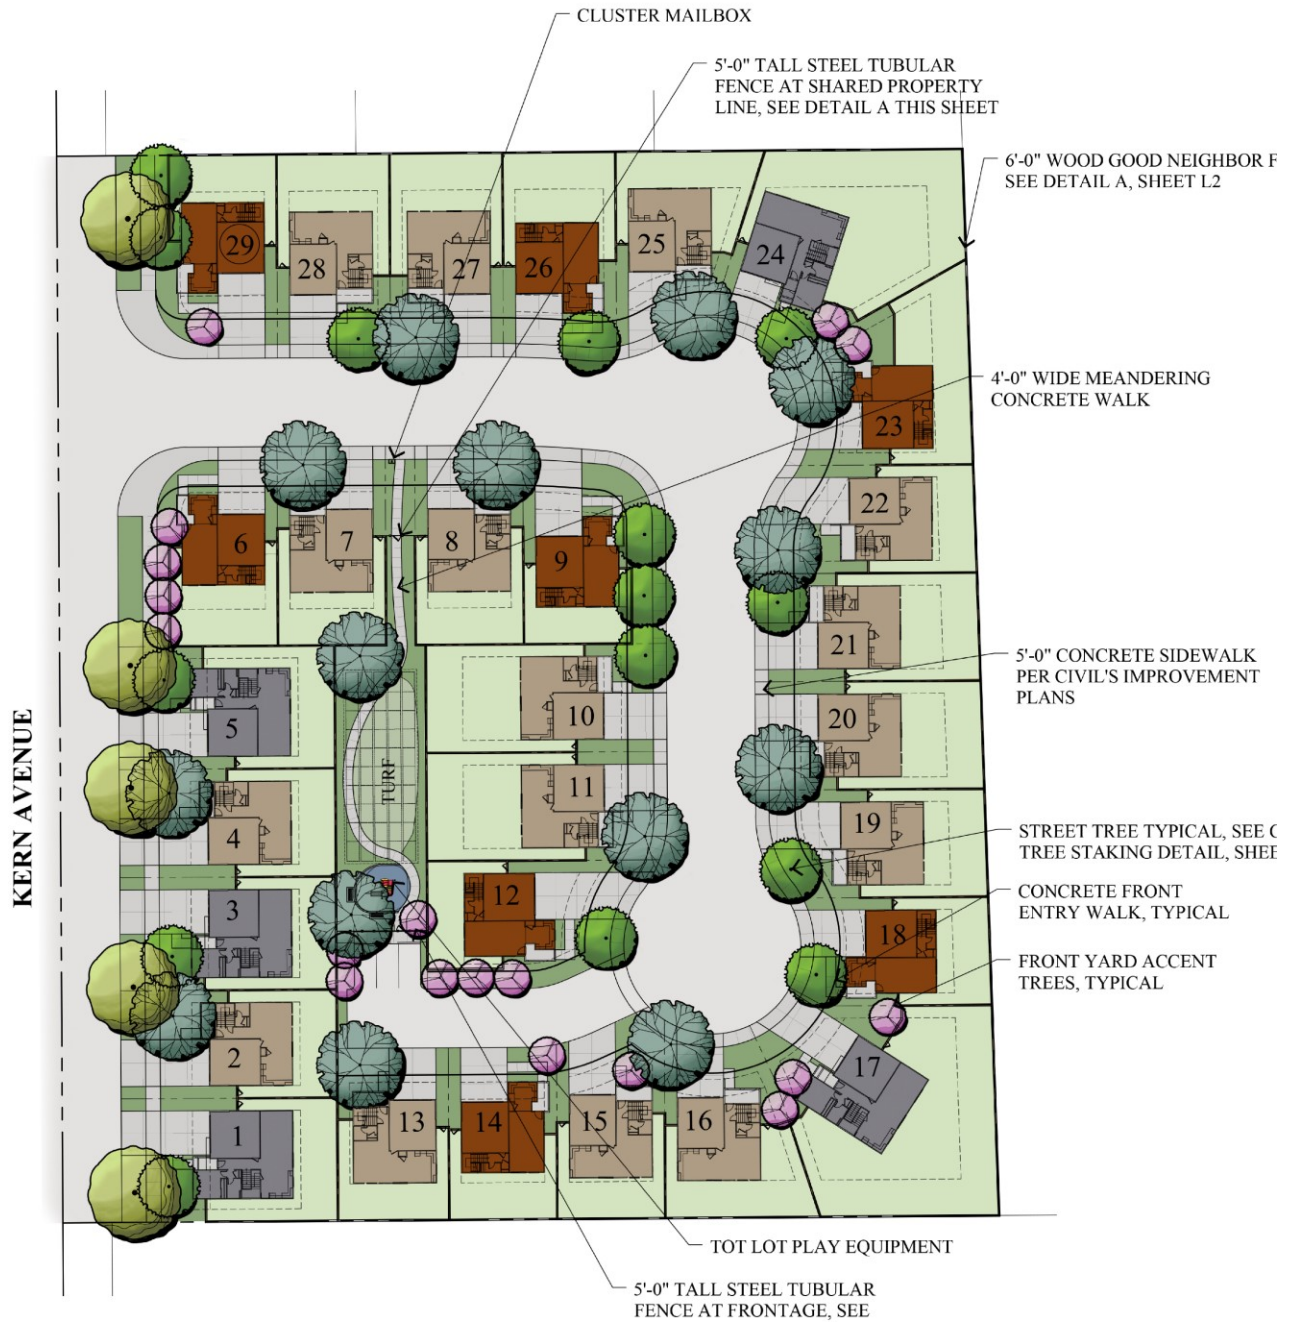 CLUSTER MAILBOX
5'-0" TALL STEEL TUBULAR
FENCE AT SHARED PROPERTY
LINE, SEE DETAIL A THIS SHEET
6'-0" WOOD GOOD NEIGHBOR F
SEE DETAIL A, SHEET L2
29
28
27
26
25
24
4'-0" WIDE MEANDERING
CONCRETE WALK
23
22
6
7
8
9
21
5'-0" CONCRETE SIDEWALK
PER CIVIL'S IMPROVEMENT
PLANS
5
10
20
KERN AVENUE
TURF
11
4
19
STREET TREE TYPICAL, SEE
TREE STAKING DETAIL, SHEE
12
3
CONCRETE FRONT
ENTRY WALK, TYPICAL
18
FRONT YARD ACCENT
TREES, TYPICAL
2
17
1
13
14
15
16
TOT LOT PLAY EQUIPMENT
5'-0" TALL STEEL TUBULAR
FENCE AT FRONTAGE, SEE